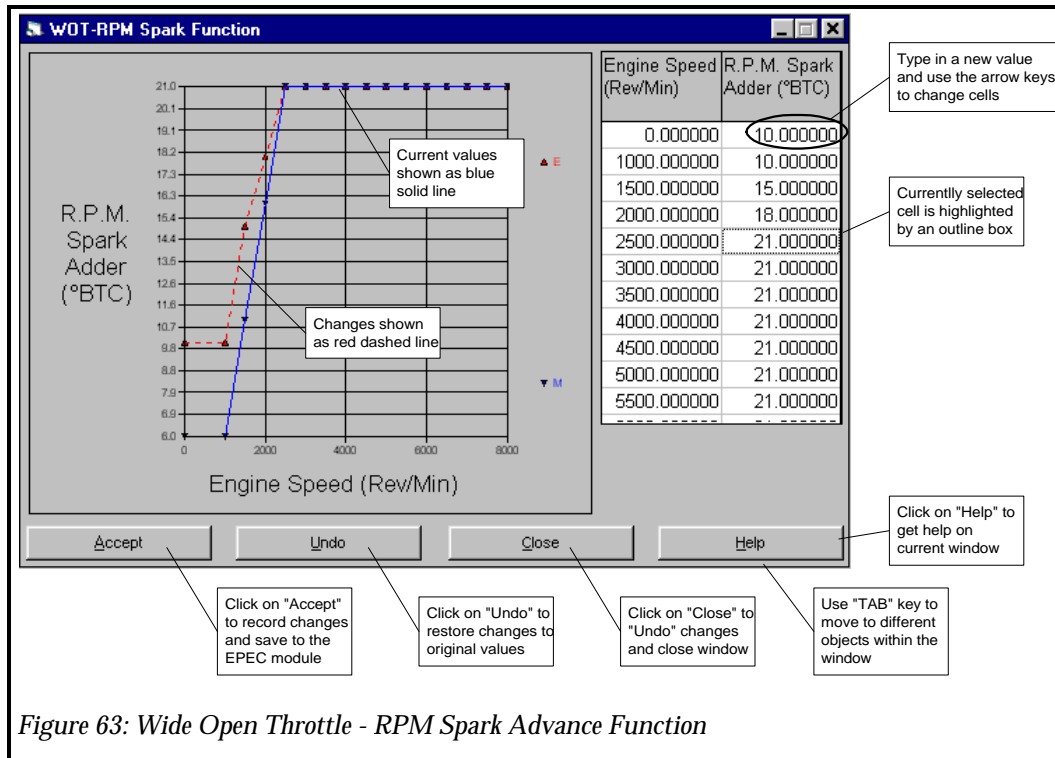 WOT-RPM Spark Function
R.P.M.
Spark
Adder
(°BTC)
21.0
20.1
19.1
18.2
17.3
16.3
15.4
14.4
13.5
12.6
11.6
10.7
9.8
8.8
7.9
6.9
6.0
0 2000 4000 6000 8000
Engine Speed (Rev/Min)
E
M
Current values
shown as blue
solid line
Changes shown
as red dashed line
Engine Speed R.P.M. Spark
(Rev/Min) Adder (°BTC)
0.000000 10.000000
1000.000000 10.000000
1500.000000 15.000000
2000.000000 18.000000
2500.000000 21.000000
3000.000000 21.000000
3500.000000 21.000000
4000.000000 21.000000
4500.000000 21.000000
5000.000000 21.000000
5500.000000 21.000000
Type in a new value
and use the arrow keys
to change cells
Currentlly selected
cell is highlighted
by an outline box
Accept Undo Close Help
Click on "Help" to
get help on
current window
Click on "Accept"
to record changes
and save to the
EPEC module
Click on "Undo" to
restore changes to
original values
Click on "Close" to
"Undo" changes
and close window
Use "TAB" key to
move to different
objects within the
window
Figure 63: Wide Open Throttle - RPM Spark Advance Function